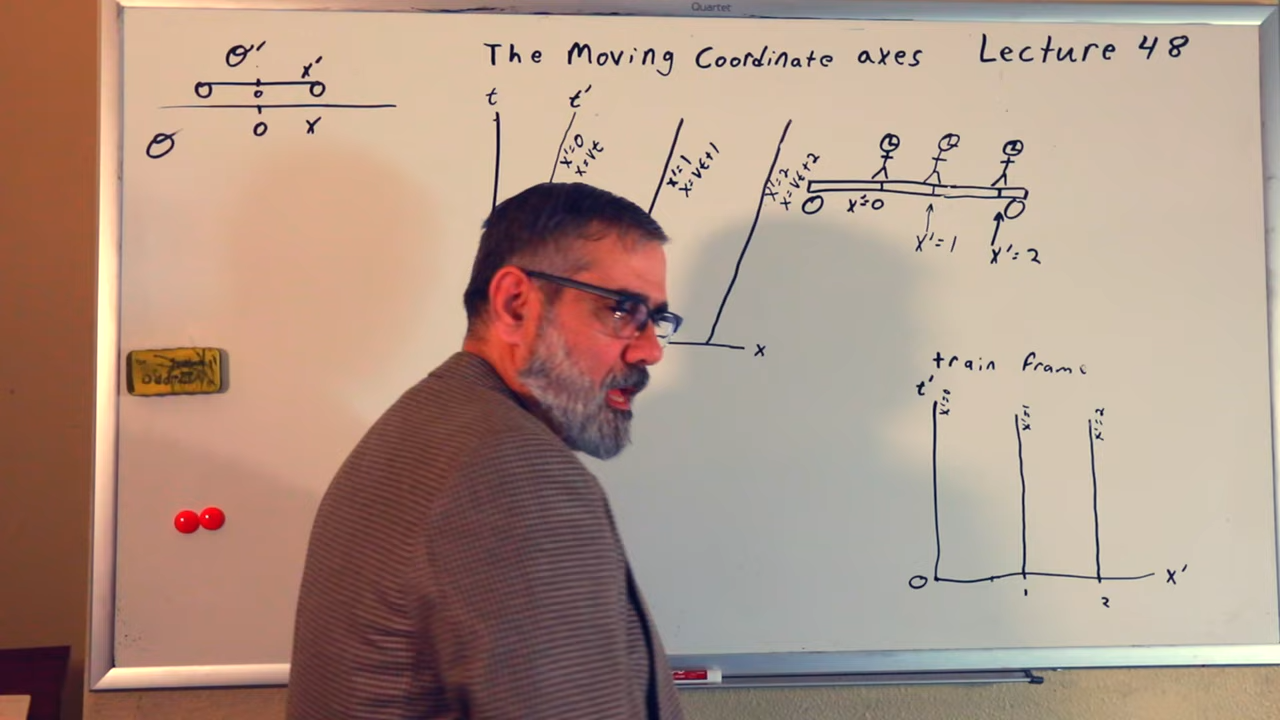 Quartet
The Moving Coordinate axes Lecture 48
O'
x'
o
o x
O
t t'
x'=0
x=vt
x'=1
x=vt+1
x'=2
x=vt+2
x
x'=0
x'=1
x'=2
train frame
t'
x'=0 x'=1 x'=2
O x'
1 2